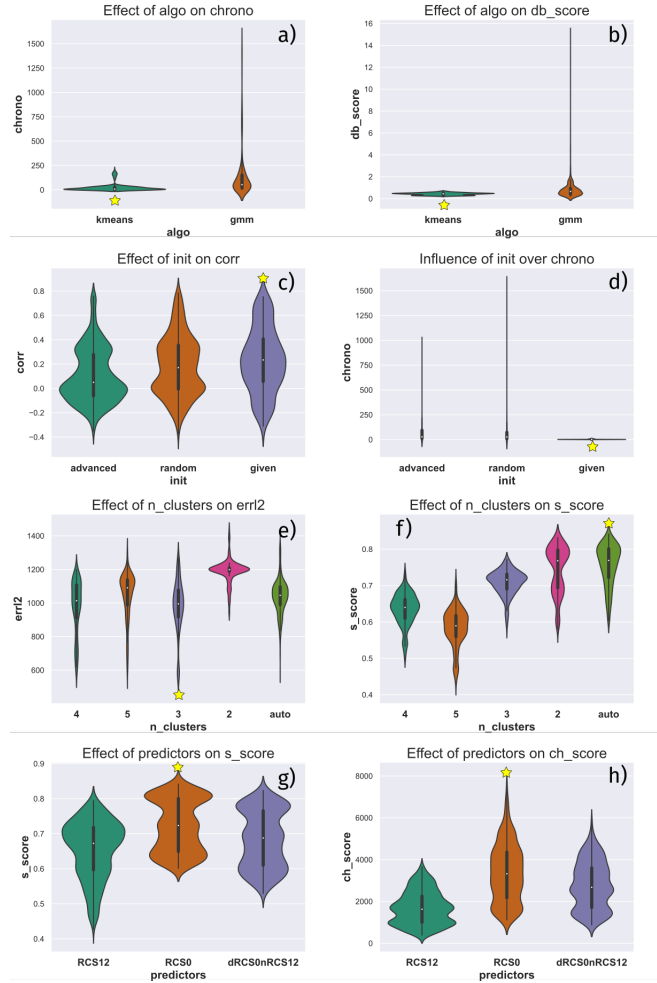 Effect of algo on chrono
a)
1500
1250
1000
750
500
250
0
chrono
kmeans gmm
algo
Effect of algo on db_score
b)
16
14
12
10
8
6
4
2
0
db_score
kmeans gmm
algo
Effect of init on corr
c)
0.8
0.6
0.4
0.2
0.0
−0.2
−0.4
corr
advanced random given
init
Influence of init over chrono
d)
1500
1250
1000
750
500
250
0
chrono
advanced random given
init
Effect of n_clusters on errl2
e)
1400
1200
1000
800
600
errl2
4 5 3 2 auto
n_clusters
Effect of n_clusters on s_score
f)
0.8
0.7
0.6
0.5
0.4
s_score
4 5 3 2 auto
n_clusters
Effect of predictors on s_score
g)
0.9
0.8
0.7
0.6
0.5
0.4
s_score
RCS12 RCS0 dRCS0nRCS12
predictors
Effect of predictors on ch_score
h)
8000
6000
4000
2000
0
ch_score
RCS12 RCS0 dRCS0nRCS12
predictors